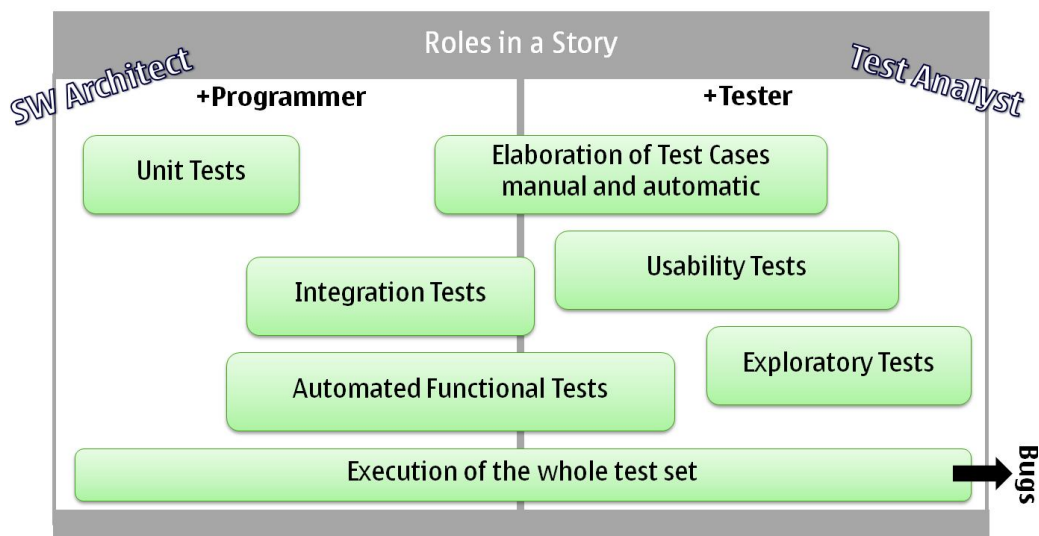 Roles in a Story
SW Architect
Test Analyst
+Programmer
+Tester
Unit Tests
Elaboration of Test Cases
manual and automatic
Usability Tests
Integration Tests
Exploratory Tests
Automated Functional Tests
Execution of the whole test set
Bugs